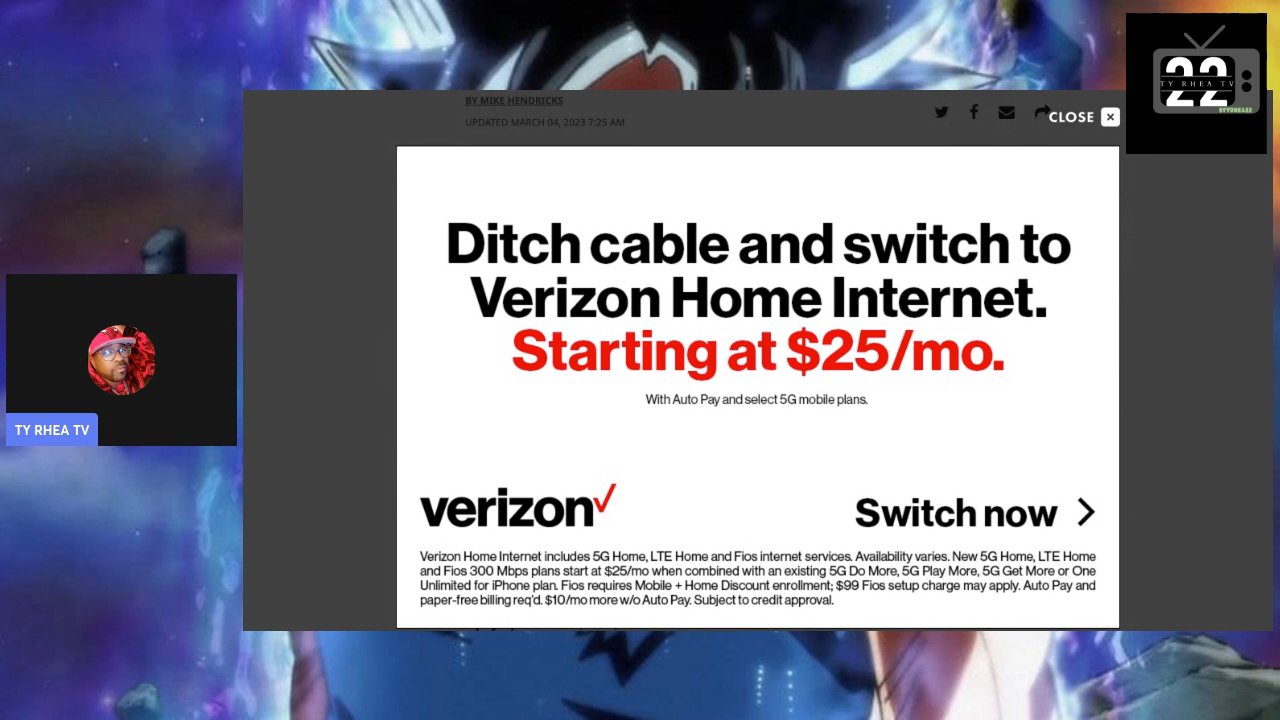 BY MIKE HENDRICKS
UPDATED MARCH 04, 2023 7:25 AM
CLOSE
22
TY RHEA TV
Ditch cable and switch to
Verizon Home Internet.
Starting at $25/mo.
With Auto Pay and select 5G mobile plans.
TY RHEA TV
verizon
Switch now
Verizon Home Internet includes 5G Home, LTE Home and Fios internet services. Availability varies. New 5G Home, LTE Home
and Fios 300 Mbps plans start at $25/mo when combined with an existing 5G Do More, 5G Play More, 5G Get More or One
Unlimited for iPhone plan. Fios requires Mobile + Home Discount enrollment; $99 Fios setup charge may apply. Auto Pay and
paper-free billing req'd. $10/mo more w/o Auto Pay. Subject to credit approval.